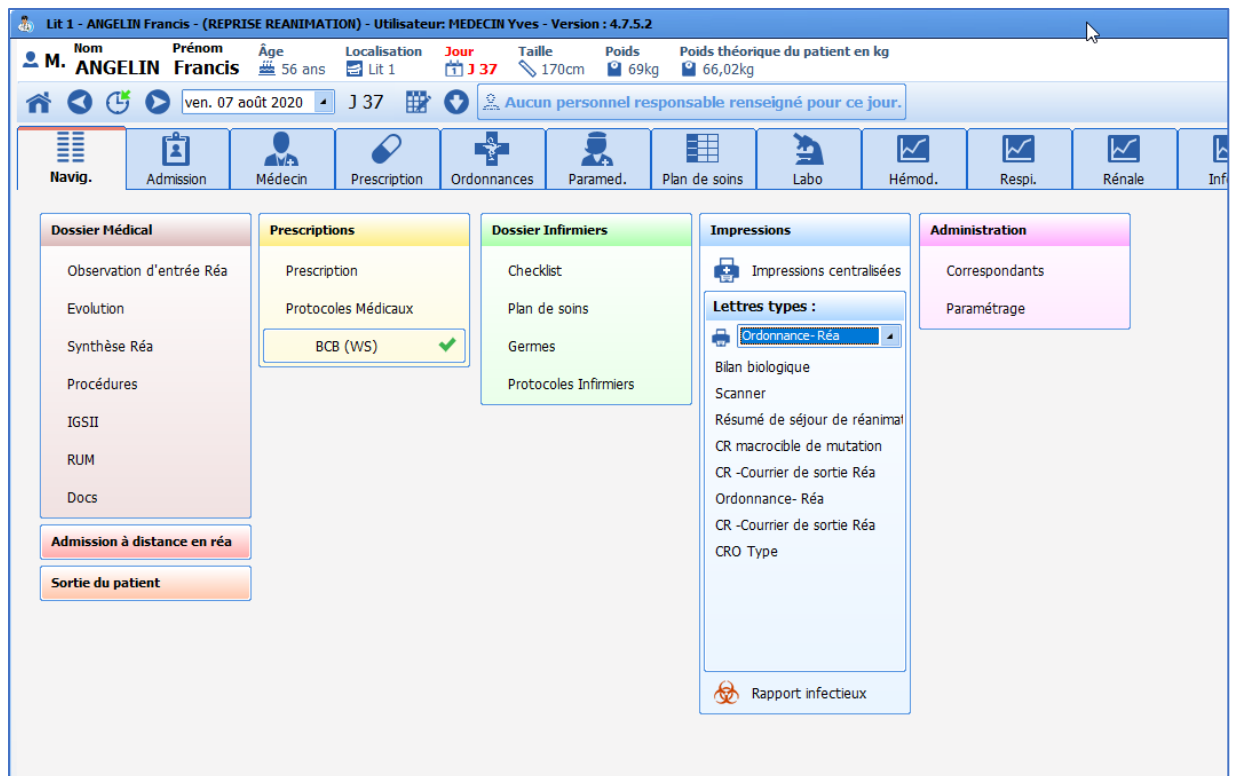 Lit 1 - ANGELIN Francis - (REPRISE REANIMATION) - Utilisateur: MEDECIN Yves - Version : 4.7.5.2
M. Nom ANGELIN Prénom Francis
Âge 56 ans
Localisation Lit 1
Jour J 37
Taille 170cm
Poids 69kg
Poids théorique du patient en kg 66,02kg
ven. 07 août 2020 J 37 Aucun personnel responsable renseigné pour ce jour.
Navig. Admission Médecin Prescription Ordonnances Paramed. Plan de soins Labo Hémod. Respi. Rénale Inf
Dossier Médical
Observation d'entrée Réa
Evolution
Synthèse Réa
Procédures
IGSII
RUM
Docs
Admission à distance en réa
Sortie du patient
Prescriptions
Prescription
Protocoles Médicaux
BCB (WS)
Dossier Infirmiers
Checklist
Plan de soins
Germes
Protocoles Infirmiers
Impressions
Impressions centralisées
Lettres types :
Ordonnance- Réa
Bilan biologique
Scanner
Résumé de séjour de réanimat
CR macrocible de mutation
CR -Courrier de sortie Réa
Ordonnance- Réa
CR -Courrier de sortie Réa
CRO Type
Rapport infectieux
Administration
Correspondants
Paramétrage